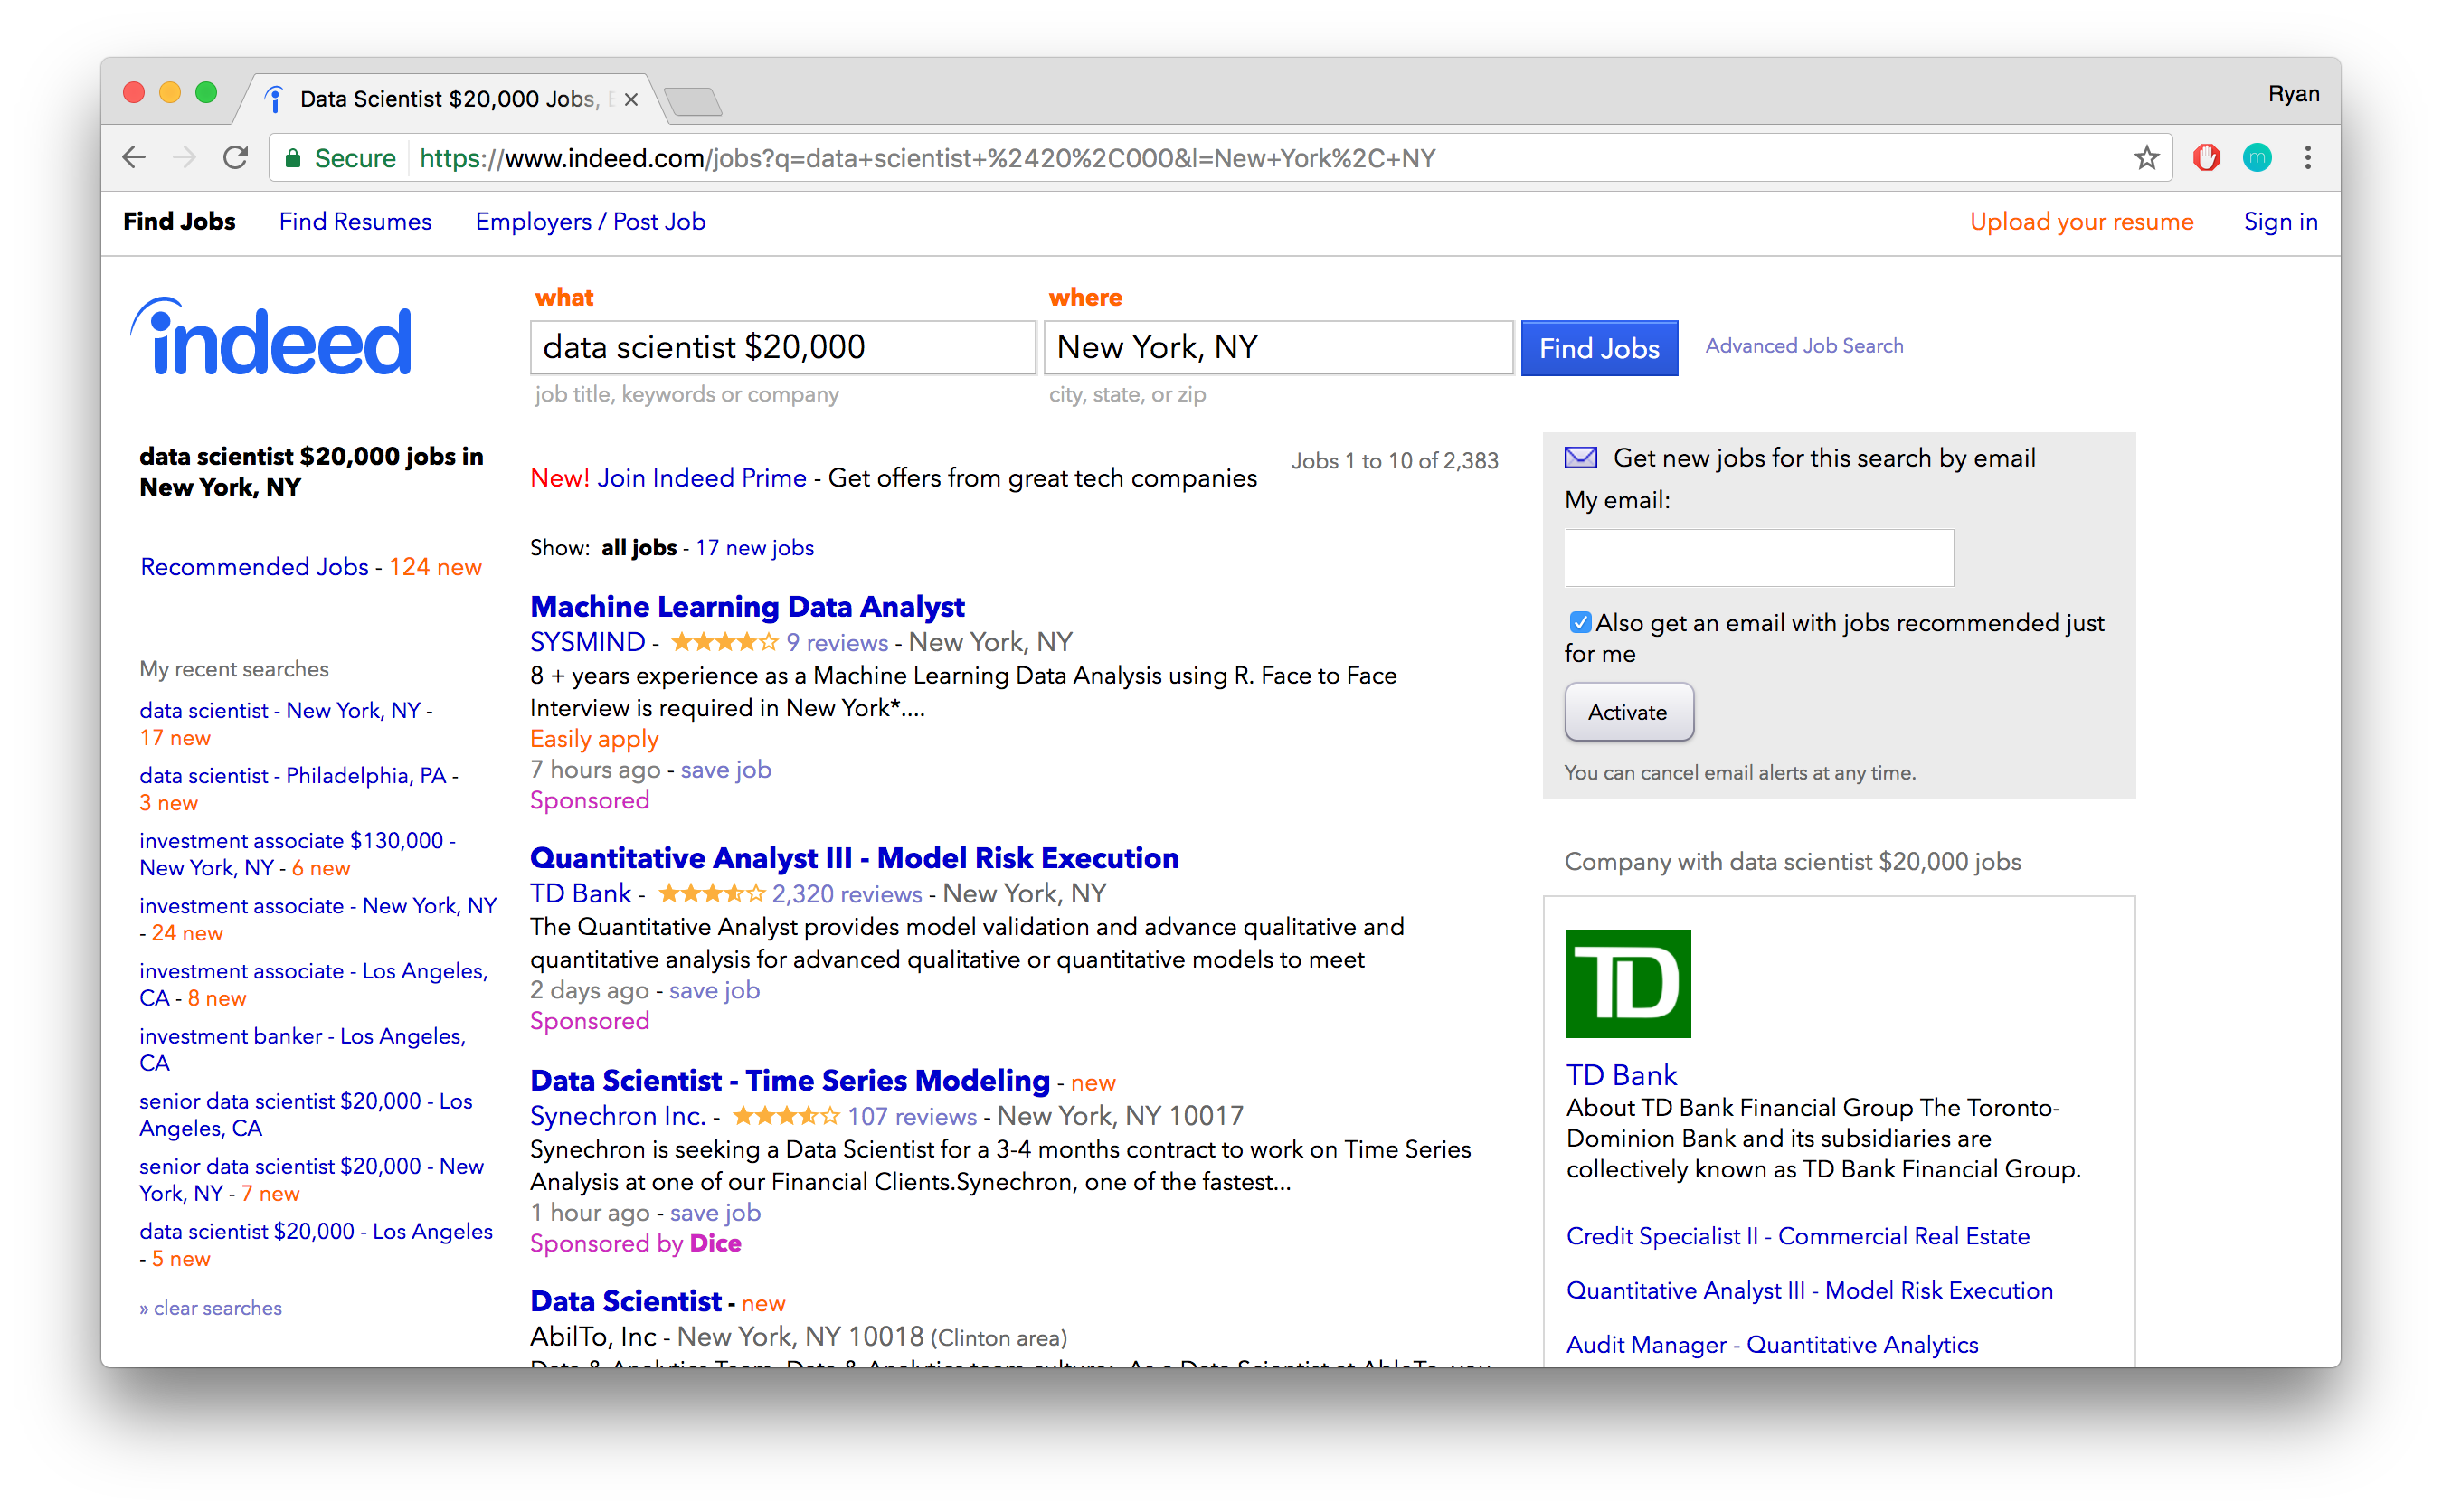 Data Scientist $20,000 Jobs,
Ryan
Secure https://www.indeed.com/jobs?q=data+scientist+%2420%2C000&l=New+York%2C+NY
m
Find Jobs Find Resumes Employers / Post Job Upload your resume Sign in
indeed
what where
data scientist $20,000 New York, NY Find Jobs Advanced Job Search
job title, keywords or company city, state, or zip
data scientist $20,000 jobs in
New York, NY
Recommended Jobs - 124 new
My recent searches
data scientist - New York, NY -
17 new
data scientist - Philadelphia, PA -
3 new
investment associate $130,000 -
New York, NY - 6 new
investment associate - New York, NY
- 24 new
investment associate - Los Angeles,
CA - 8 new
investment banker - Los Angeles,
CA
senior data scientist $20,000 - Los
Angeles, CA
senior data scientist $20,000 - New
York, NY - 7 new
data scientist $20,000 - Los Angeles
- 5 new
» clear searches
Jobs 1 to 10 of 2,383
New! Join Indeed Prime - Get offers from great tech companies
Show: all jobs - 17 new jobs
Machine Learning Data Analyst
SYSMIND - 9 reviews - New York, NY
8 + years experience as a Machine Learning Data Analysis using R. Face to Face
Interview is required in New York*....
Easily apply
7 hours ago - save job
Sponsored
Quantitative Analyst III - Model Risk Execution
TD Bank - 2,320 reviews - New York, NY
The Quantitative Analyst provides model validation and advance qualitative and
quantitative analysis for advanced qualitative or quantitative models to meet
2 days ago - save job
Sponsored
Data Scientist - Time Series Modeling - new
Synechron Inc. - 107 reviews - New York, NY 10017
Synechron is seeking a Data Scientist for a 3-4 months contract to work on Time Series
Analysis at one of our Financial Clients.Synechron, one of the fastest...
1 hour ago - save job
Sponsored by Dice
Data Scientist - new
AbilTo, Inc - New York, NY 10018 (Clinton area)
Data & Analytics Team. Data & Analytics team culture: As a Data Scientist at AbleTo, you
Get new jobs for this search by email
My email:
Also get an email with jobs recommended just
for me
Activate
You can cancel email alerts at any time.
Company with data scientist $20,000 jobs
TD
TD Bank
About TD Bank Financial Group The Toronto-
Dominion Bank and its subsidiaries are
collectively known as TD Bank Financial Group.
Credit Specialist II - Commercial Real Estate
Quantitative Analyst III - Model Risk Execution
Audit Manager - Quantitative Analytics